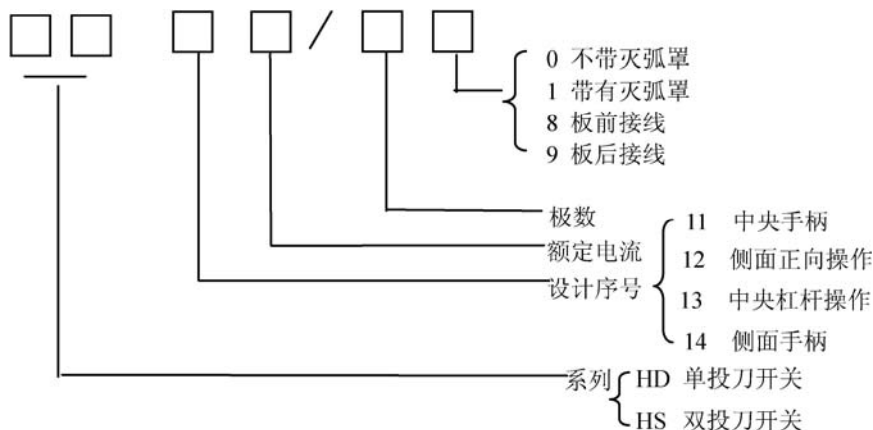 /
0 不带灭弧罩
1 带有灭弧罩
8 板前接线
9 板后接线
极数
额定电流
设计序号
11 中央手柄
12 侧面正向操作
13 中央杠杆操作
14 侧面手柄
系列
HD 单投刀开关
HS 双投刀开关